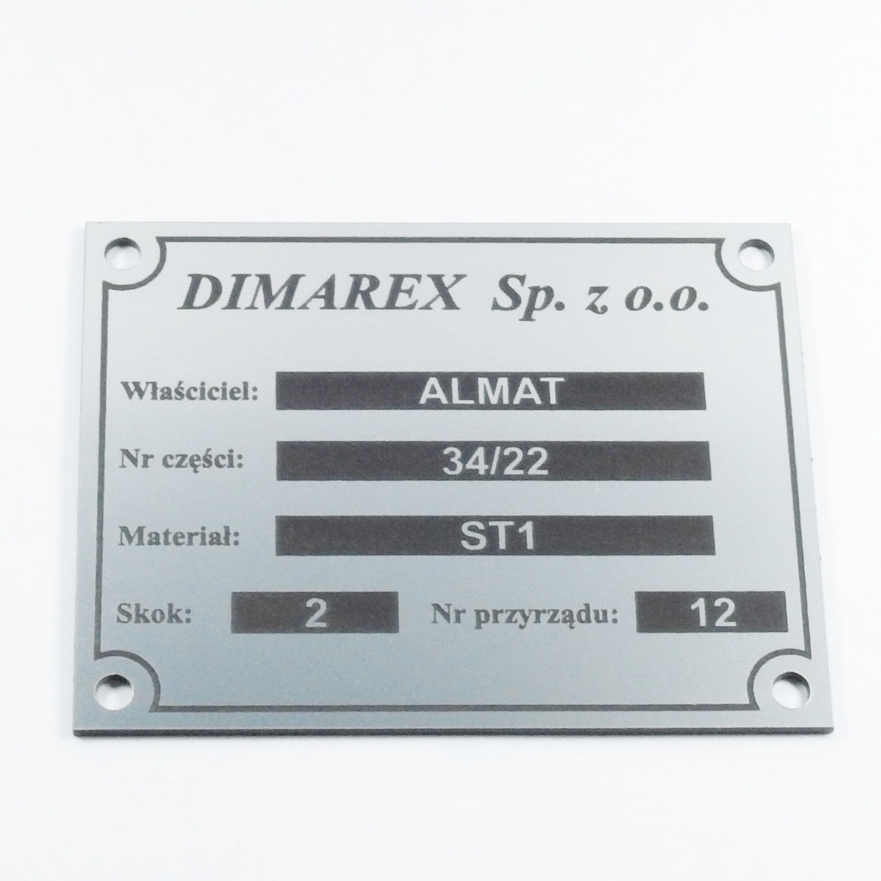 DIMAREX Sp. z o.o.
Właściciel: ALMAT
Nr części: 34/22
Materiał: ST1
Skok: 2 Nr przyrządu: 12